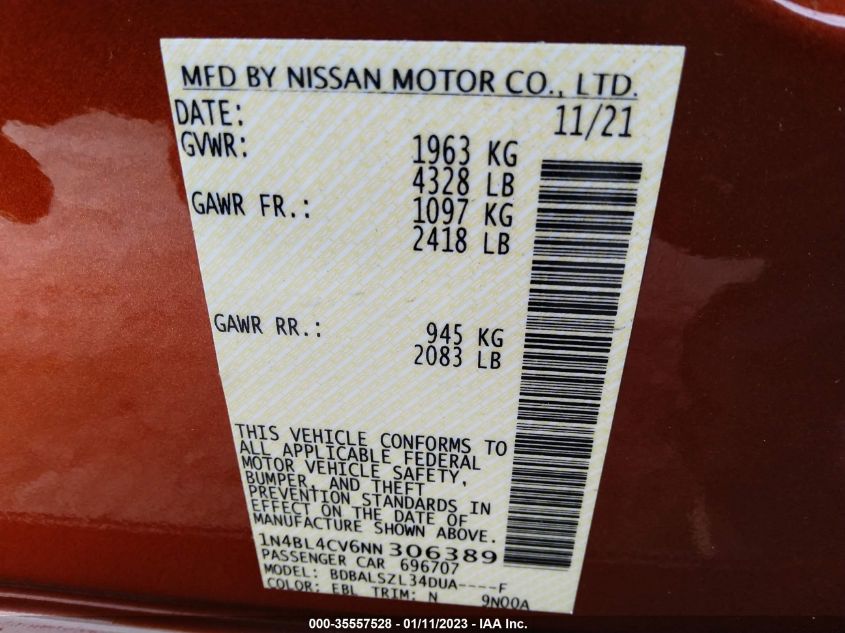 MFD BY NISSAN MOTOR CO., LTD.
DATE: 11/21
GVWR: 1963 KG
4328 LB
GAWR FR.: 1097 KG
2418 LB
GAWR RR.: 945 KG
2083 LB
THIS VEHICLE CONFORMS TO
ALL APPLICABLE FEDERAL
MOTOR VEHICLE SAFETY,
BUMPER, AND THEFT
PREVENTION STANDARDS IN
EFFECT ON THE DATE OF
MANUFACTURE SHOWN ABOVE.
1N4BL4CV6NN 306389
PASSENGER CAR 696707
MODEL: BDBALSZL34DUA----F
COLOR: EBL TRIM: N 9N00A
000-35557528 - 01/11/2023 - IAA Inc.